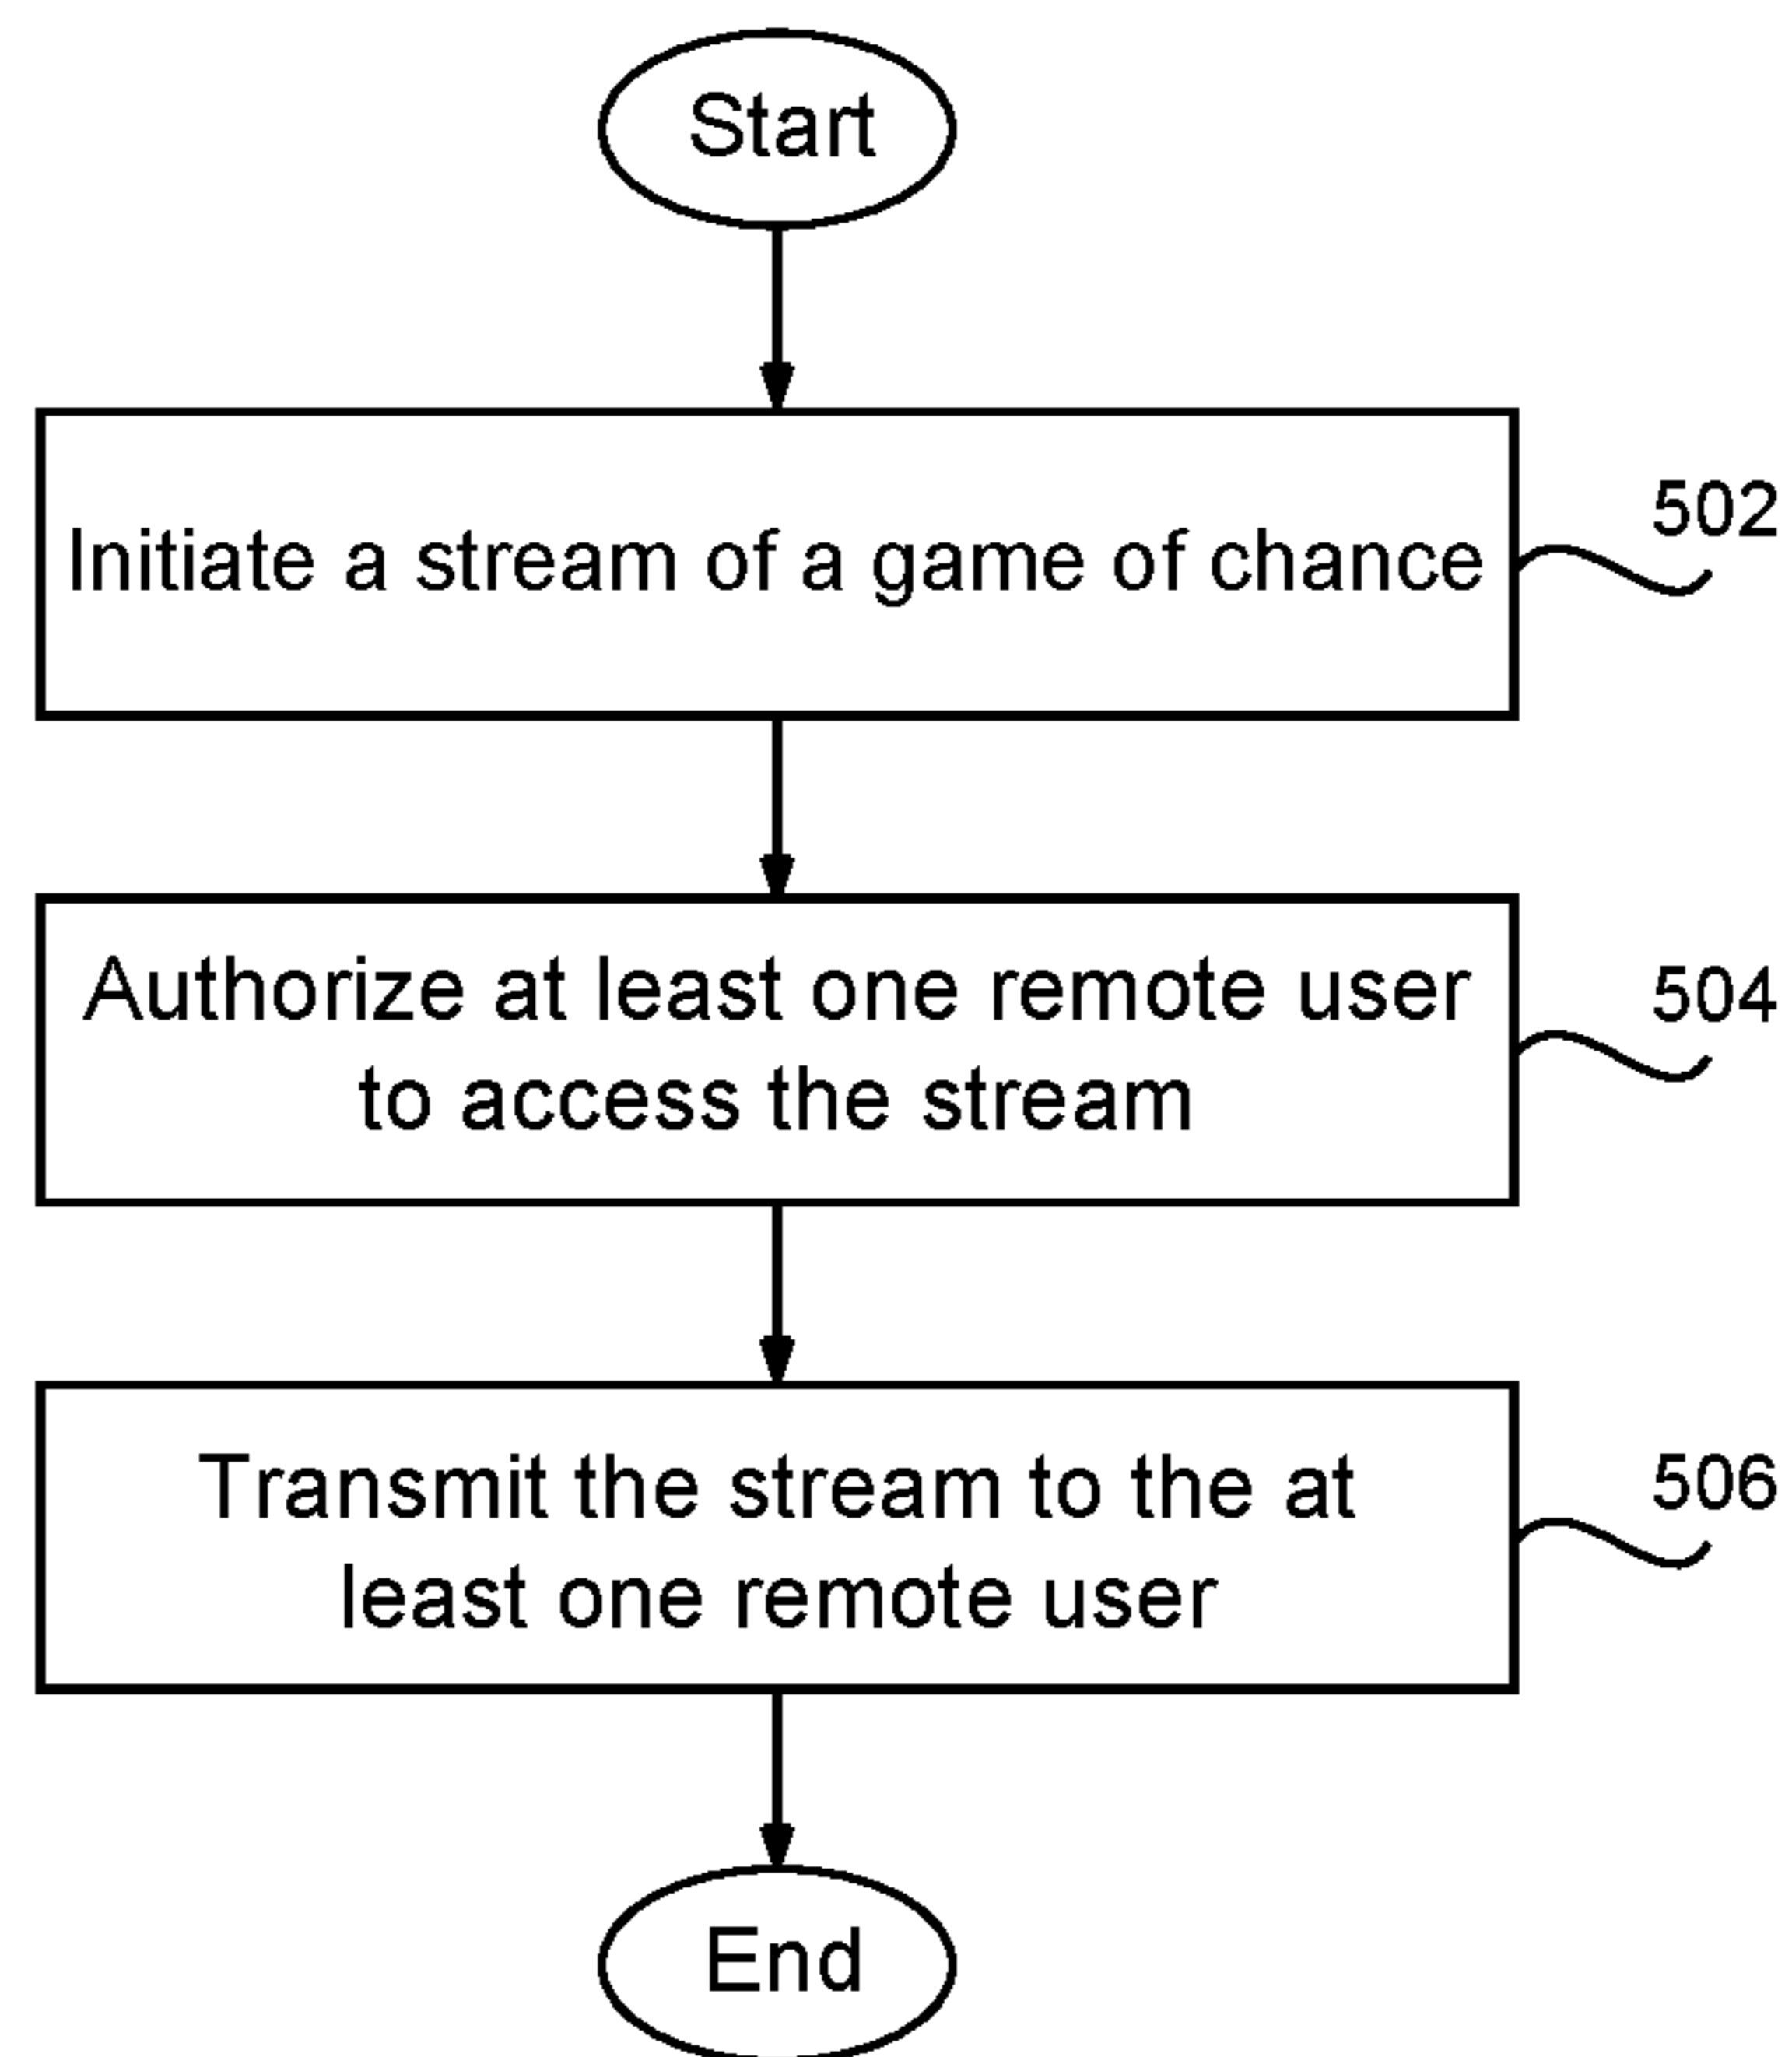 Start
Initiate a stream of a game of chance
502
Authorize at least one remote user
to access the stream
504
Transmit the stream to the at
least one remote user
506
End